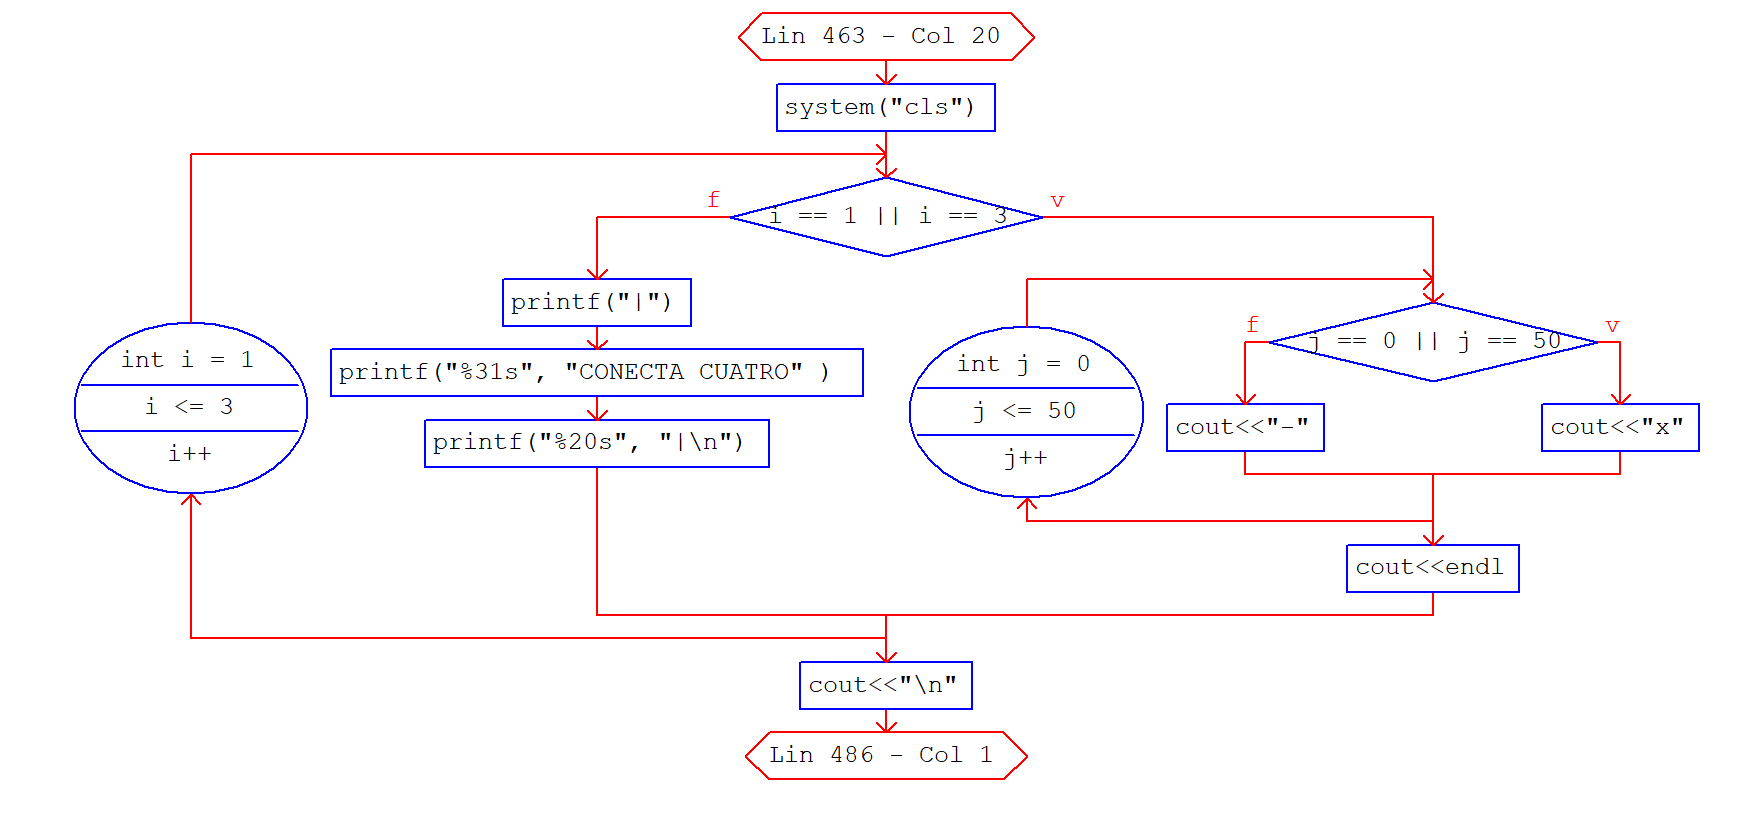 Lin 463 - Col 20
system("cls")
f
i == 1 || i == 3
v
printf("|")
printf("%31s", "CONECTA CUATRO" )
printf("%20s", "|\n")
int i = 1
i <= 3
i++
f
j == 0 || j == 50
v
int j = 0
j <= 50
j++
cout<<"-"
cout<<"x"
cout<<endl
cout<<"\n"
Lin 486 - Col 1